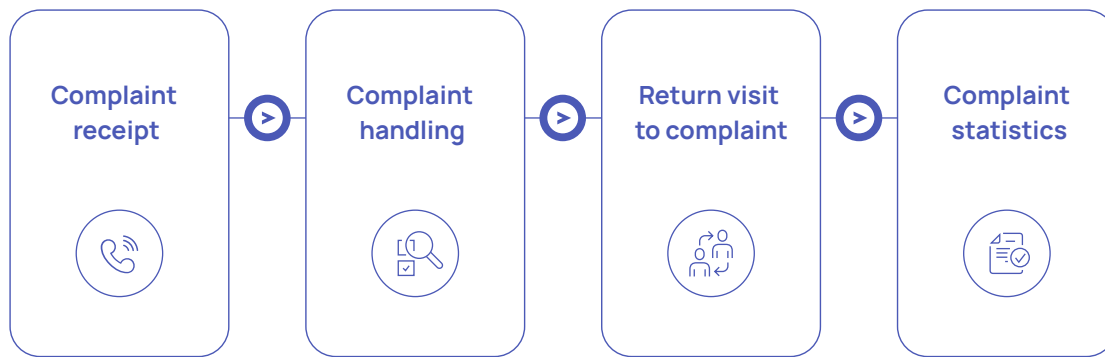 Complaint
receipt
Complaint
handling
Return visit
to complaint
Complaint
statistics